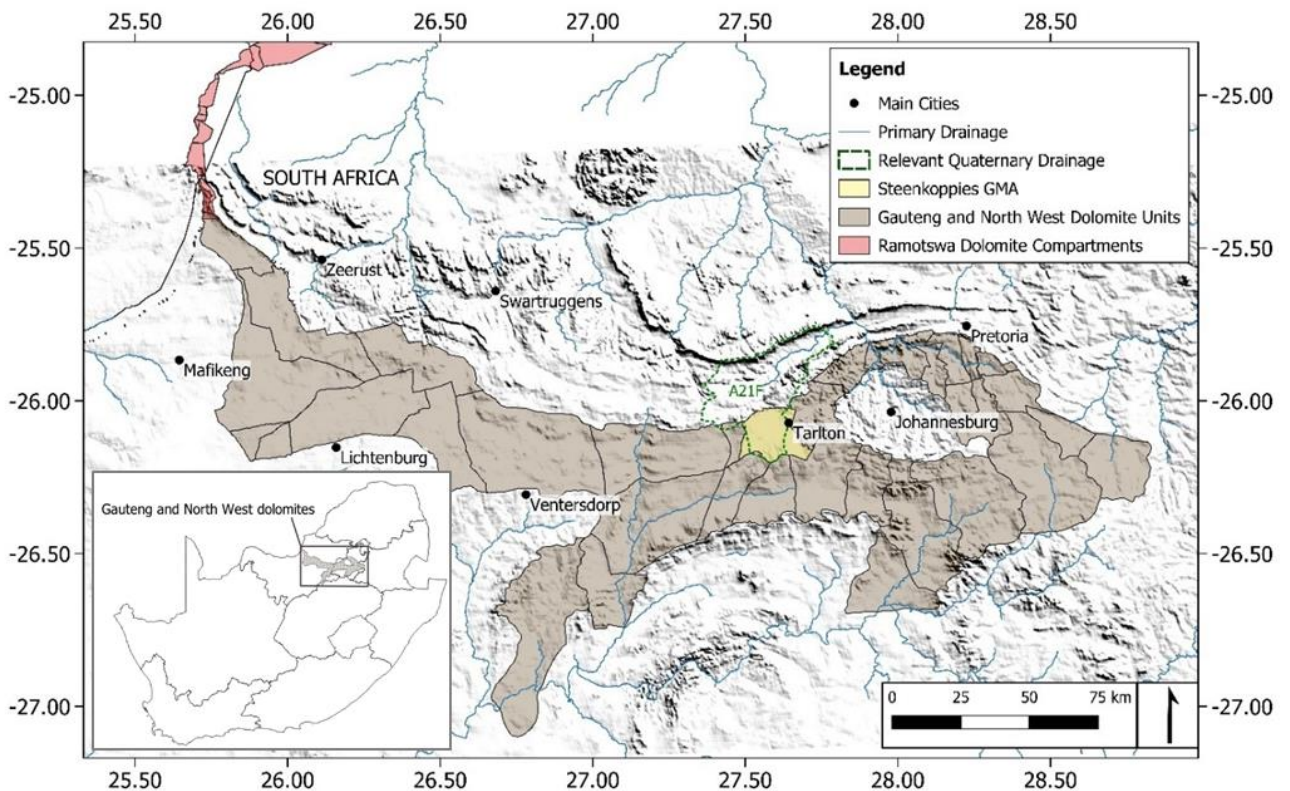 25.50 26.00 26.50 27.00 27.50 28.00 28.50
-25.00 -25.00
Legend
Main Cities
Primary Drainage
Relevant Quaternary Drainage
Steenkoppies GMA
Gauteng and North West Dolomite Units
Ramotswa Dolomite Compartments
SOUTH AFRICA
-25.50 -25.50
Zeerust
Swartruggens
Pretoria
Mafikeng
A21F
-26.00 -26.00
Tarlton
Johannesburg
Lichtenburg
Ventersdorp
Gauteng and North West dolomites
-26.50 -26.50
0 25 50 75 km
-27.00 -27.00
25.50 26.00 26.50 27.00 27.50 28.00 28.50